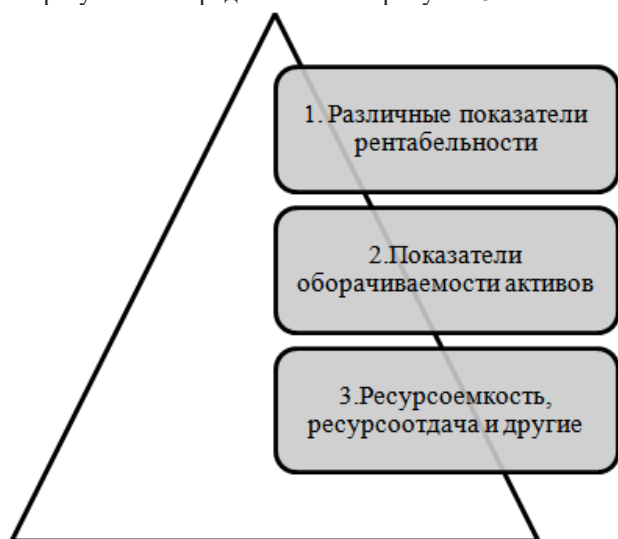 1. Различные показатели
рентабельности
2.Показатели
оборачиваемости активов
3.Ресурсоемкость,
ресурсоотдача и другие